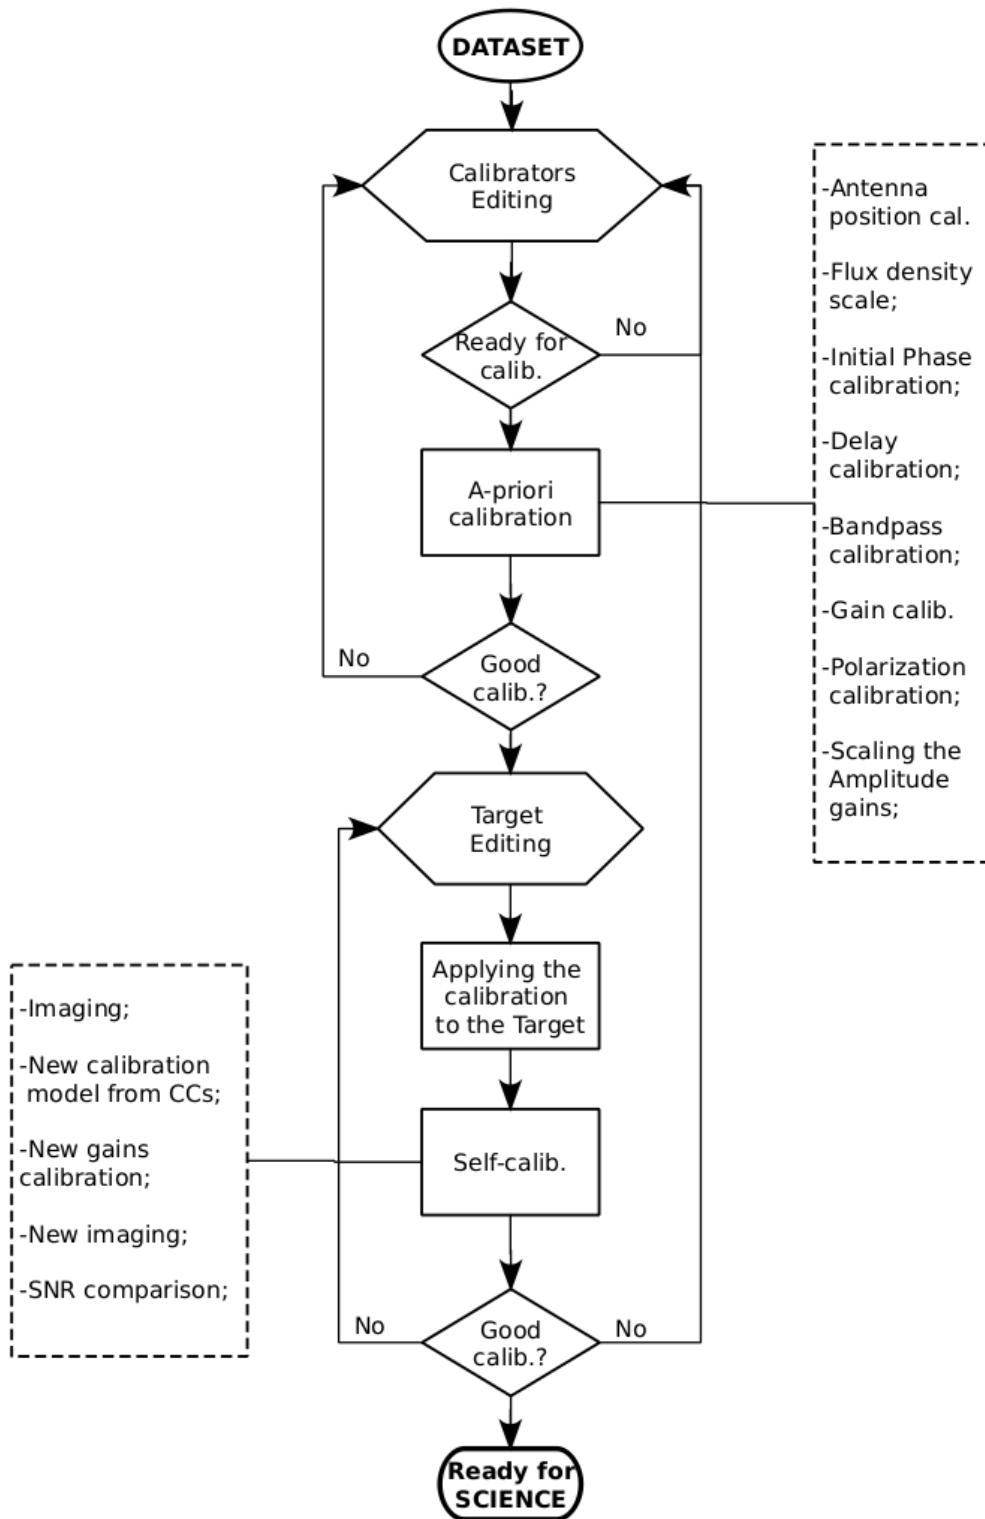 DATASET
Calibrators
Editing
Ready for
calib.
No
A-priori
calibration
-Antenna
position cal.
-Flux density
scale;
-Initial Phase
calibration;
-Delay
calibration;
-Bandpass
calibration;
-Gain calib.
-Polarization
calibration;
-Scaling the
Amplitude
gains;
No
Good
calib.?
Target
Editing
Applying the
calibration
to the Target
Self-calib.
-Imaging;
-New calibration
model from CCs;
-New gains
calibration;
-New imaging;
-SNR comparison;
No
Good
calib.?
No
Ready for
SCIENCE